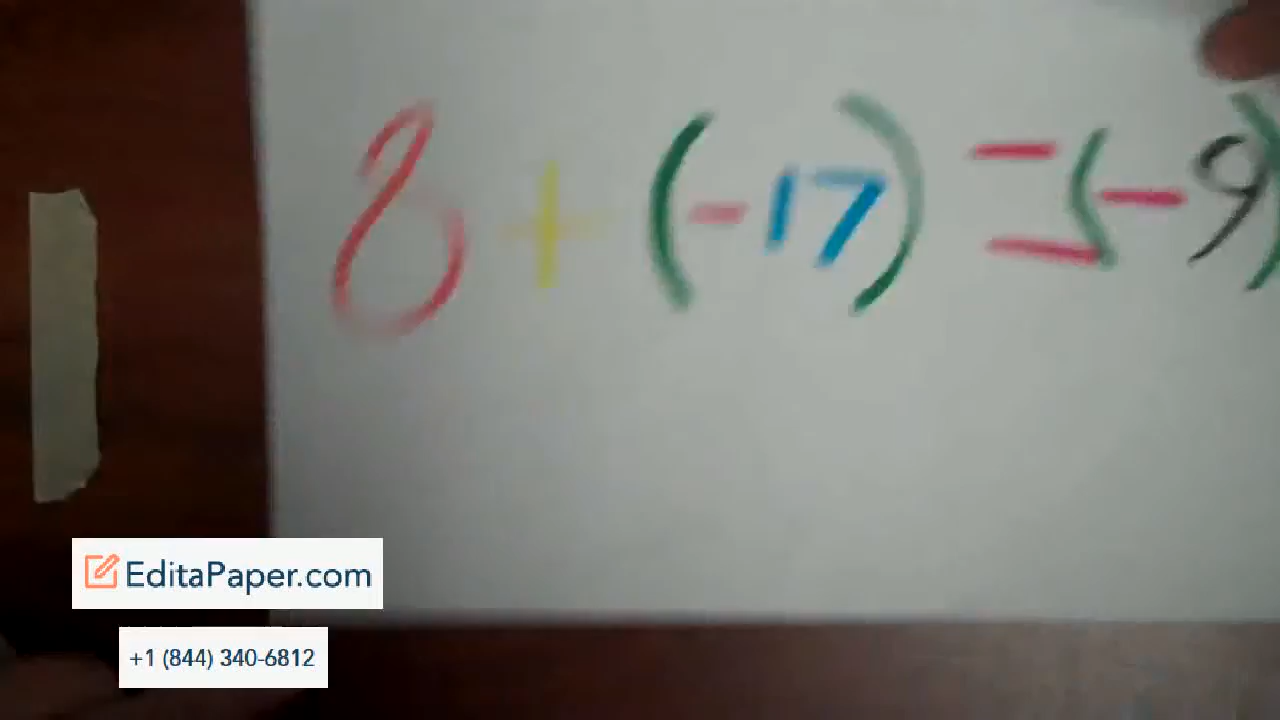 8 + (-17) = (-9)
EditaPaper.com
+1 (844) 340-6812